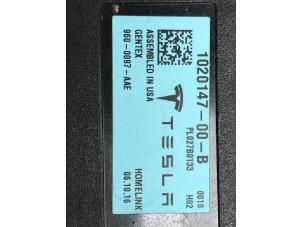 1020147-00-B
0010
PL027B0133
H02
TESLA
ASSEMBLED IN USA
GENTEX
960-0097-AAE
HOMELINK
06.10.16